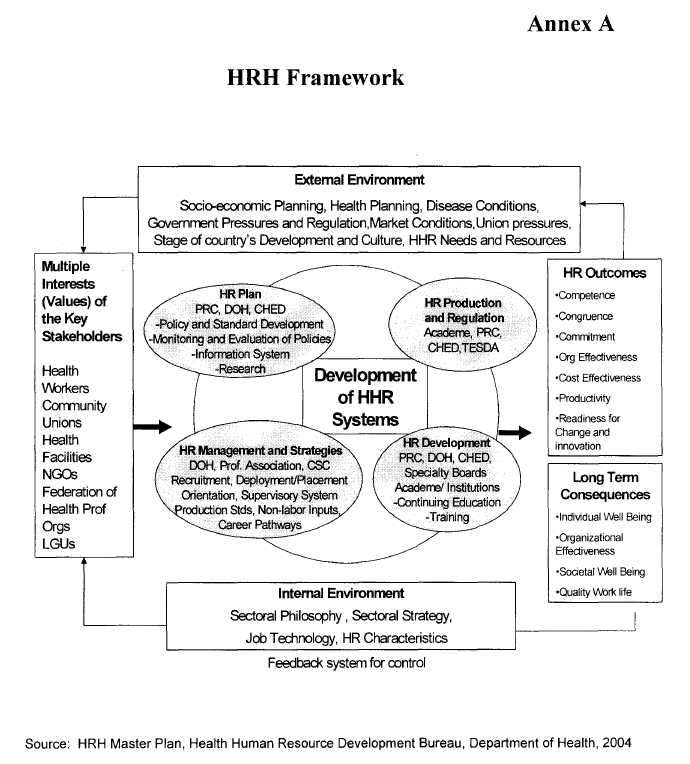 Annex A
HRH Framework
External Environment
Socio-economic Planning, Health Planning, Disease Conditions,
Government Pressures and Regulation,Market Conditions,Union pressures,
Stage of country's Development and Culture, HHR Needs and Resources
Multiple
Interests
(Values) of
the Key
Stakeholders
Health
Workers
Community
Unions
Health
Facilities
NGOs
Federation of
Health Prof
Orgs
LGUs
HR Plan
PRC, DOH, CHED
-Policy and Standard Development
-Monitoring and Evaluation of Policies
-Information System
-Research
HR Production
and Regulation
Academe, PRC,
CHED,TESDA
Development
of HHR
Systems
HR Management and Strategies
DOH, Prof. Association, CSC
Recruitment, Deployment/Placement
Orientation, Supervisory System
Production Stds, Non-labor Inputs,
Career Pathways
HR Development
PRC, DOH, CHED,
Specialty Boards
Academe/ Institutions
-Continuing Education
-Training
HR Outcomes
•Competence
•Congruence
•Commitment
•Org Effectiveness
•Cost Effectiveness
•Productivity
•Readiness for
Change and
innovation
Long Term
Consequences
•Individual Well Being
•Organizational
Effectiveness
•Societal Well Being
•Quality Work life
Internal Environment
Sectoral Philosophy , Sectoral Strategy,
Job Technology, HR Characteristics
Feedback system for control
Source: HRH Master Plan, Health Human Resource Development Bureau, Department of Health, 2004